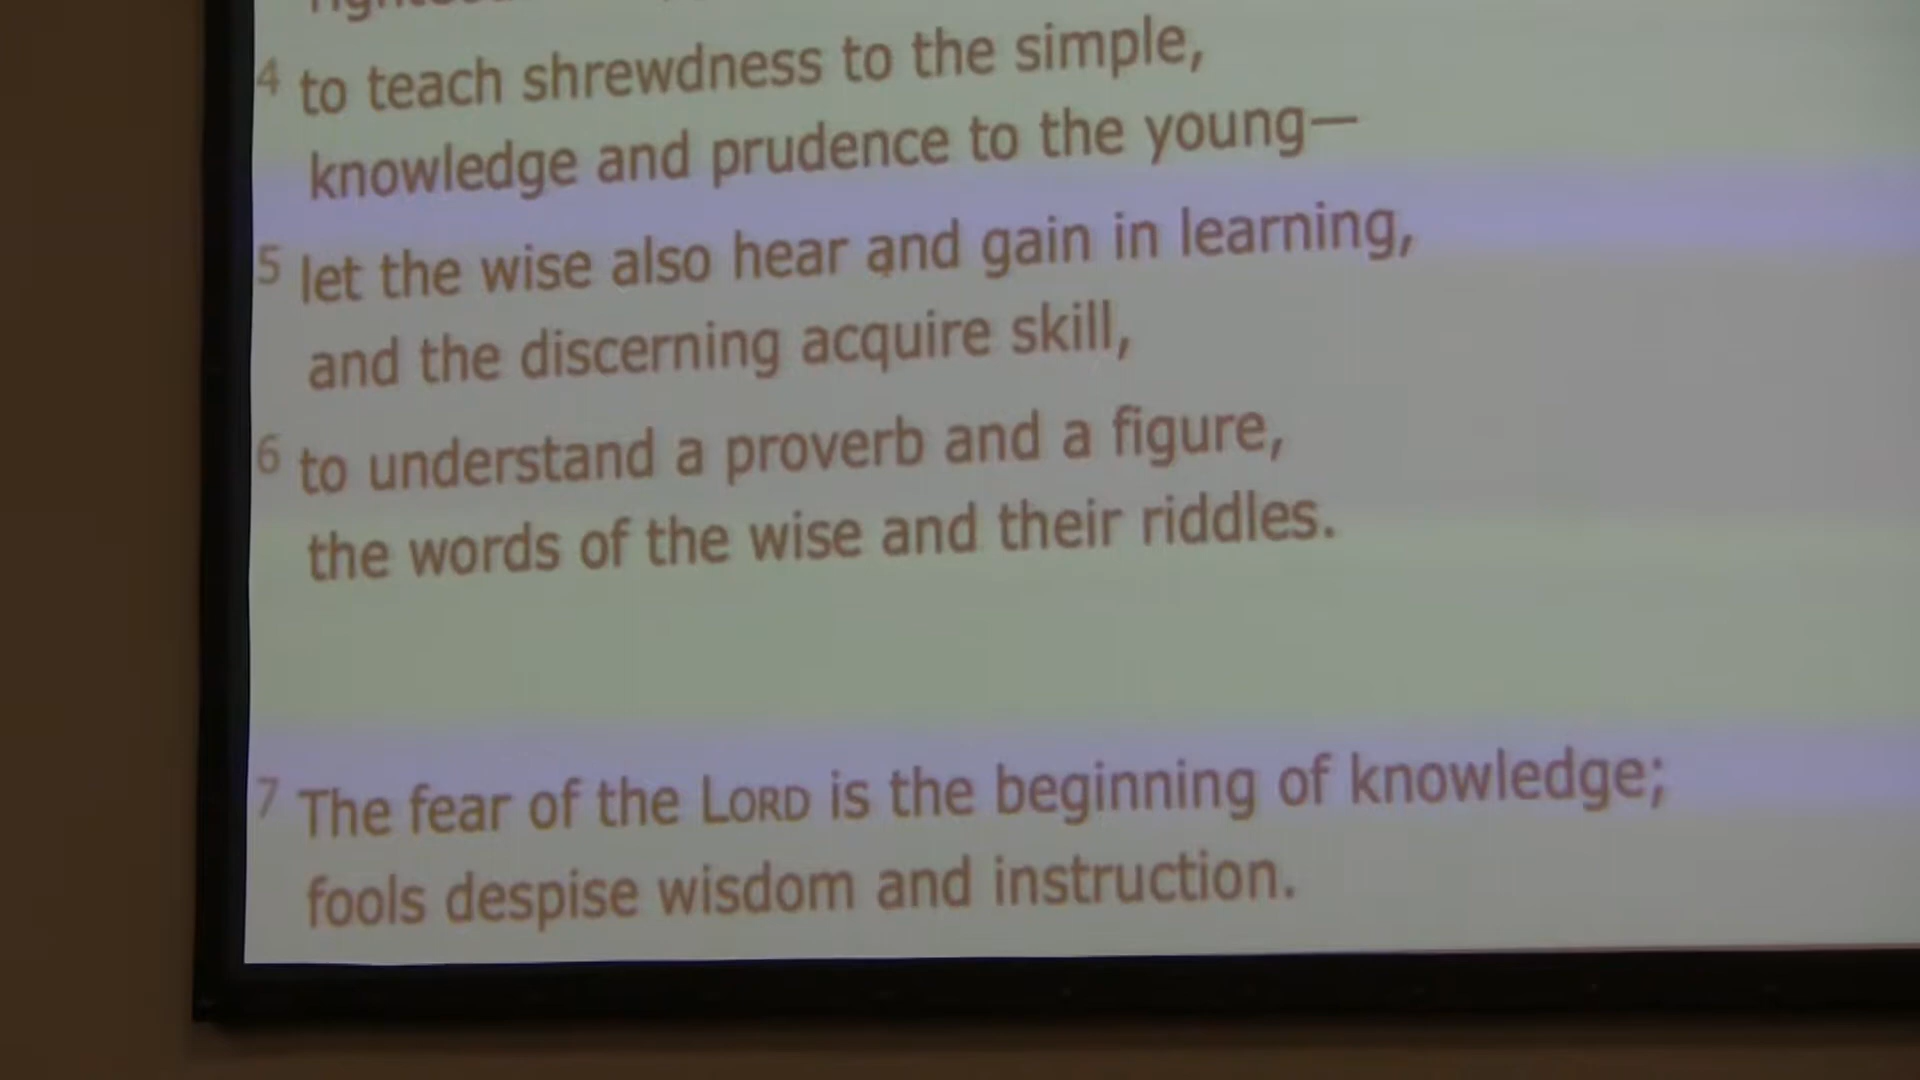 4 to teach shrewdness to the simple,
knowledge and prudence to the young—
5 let the wise also hear and gain in learning,
and the discerning acquire skill,
6 to understand a proverb and a figure,
the words of the wise and their riddles.
7 The fear of the LORD is the beginning of knowledge;
fools despise wisdom and instruction.